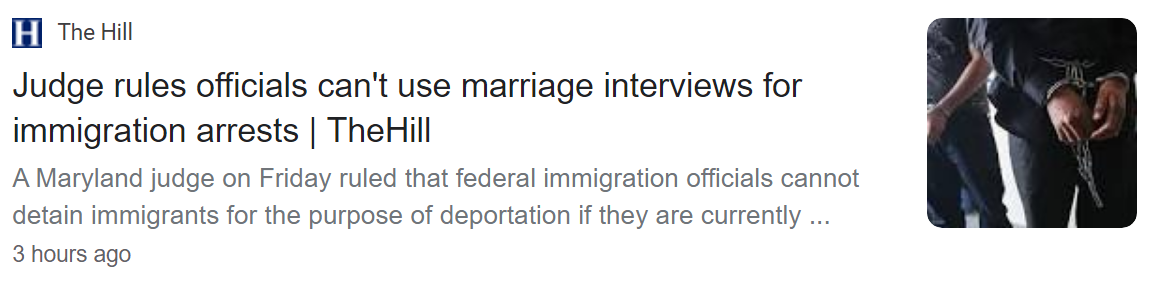 H The Hill
Judge rules officials can't use marriage interviews for
immigration arrests | TheHill
A Maryland judge on Friday ruled that federal immigration officials cannot
detain immigrants for the purpose of deportation if they are currently ...
3 hours ago